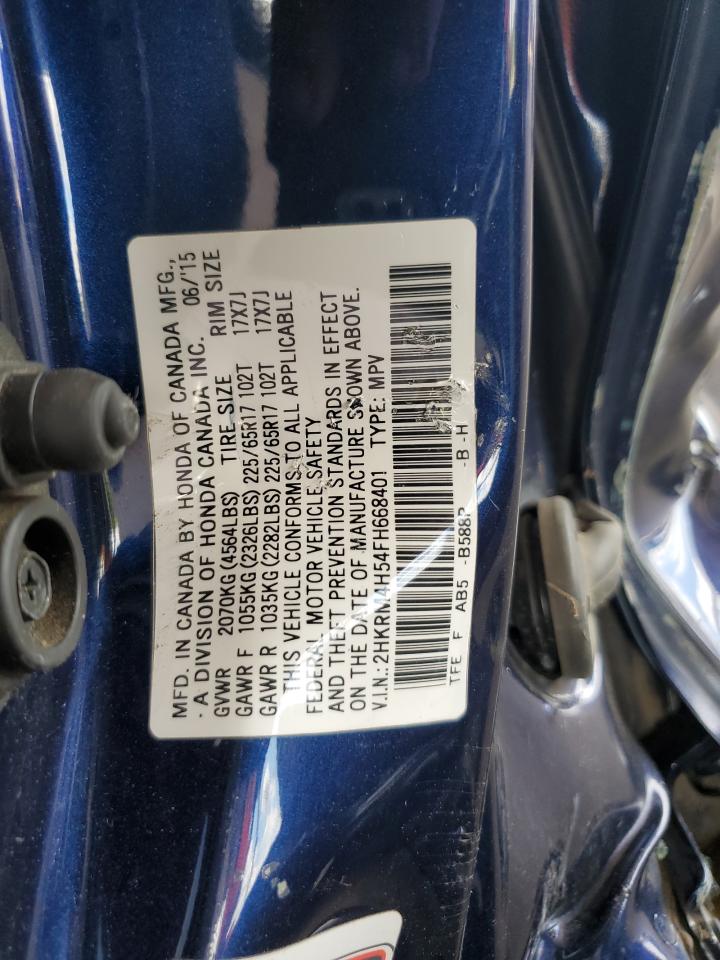 MFD. IN CANADA BY HONDA OF CANADA MFG.,
- A DIVISION OF HONDA CANADA INC. 06/'15
GVWR 2070KG (4564LBS) TIRE SIZE RIM SIZE
GAWR F 1055KG (2326LBS) 225/65R17 102T 17X7J
GAWR R 1035KG (2282LBS) 225/65R17 102T 17X7J
THIS VEHICLE CONFORMS TO ALL APPLICABLE
FEDERAL MOTOR VEHICLE SAFETY
AND THEFT PREVENTION STANDARDS IN EFFECT
ON THE DATE OF MANUFACTURE SHOWN ABOVE.
V.I.N.: 2HKRM4H54FH668401 TYPE: MPV
TFE F AB5 -B588P -B-H